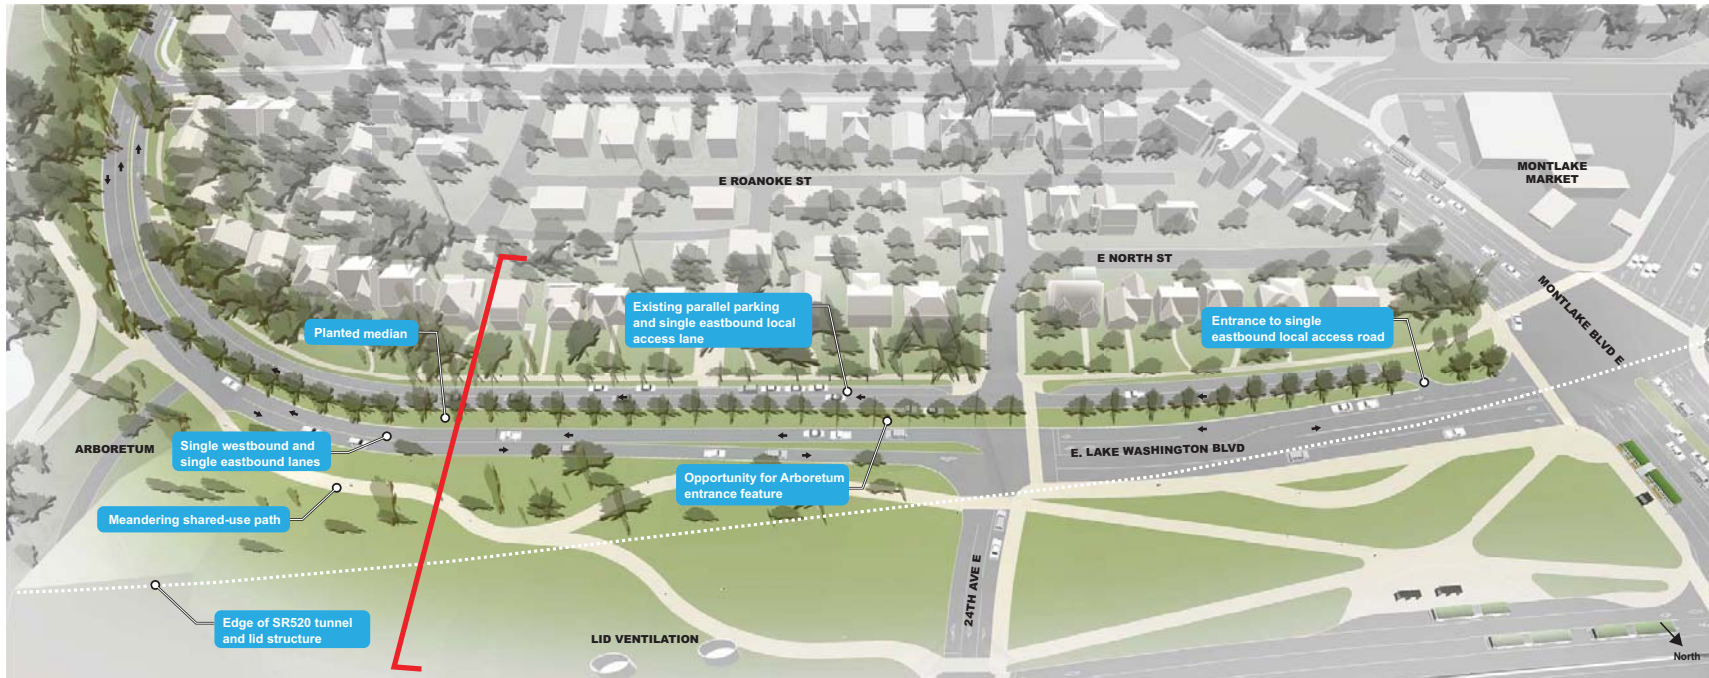 MONTLAKE
MARKET
E ROANOKE ST
E NORTH ST
MONTLAKE BLVD E
Existing parallel parking
and single eastbound local
access lane
Entrance to single
eastbound local access road
Planted median
ARBORETUM
Single westbound and
single eastbound lanes
E. LAKE WASHINGTON BLVD
Opportunity for Arboretum
entrance feature
Meandering shared-use path
24TH AVE E
Edge of SR520 tunnel
and lid structure
LID VENTILATION
North